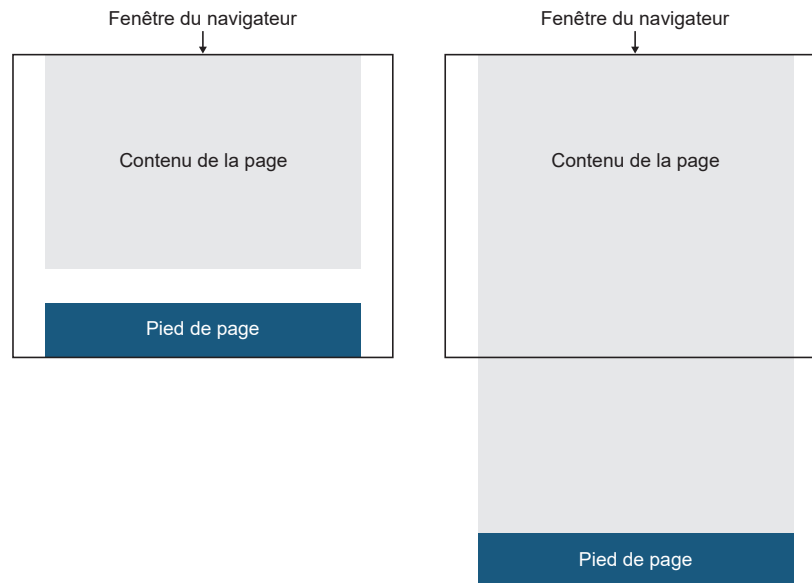 Fenêtre du navigateur
Contenu de la page
Pied de page
Fenêtre du navigateur
Contenu de la page
Pied de page